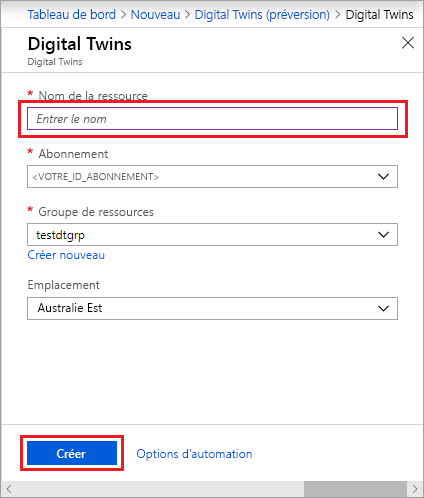 Tableau de bord > Nouveau > Digital Twins (préversion) > Digital Twins
Digital Twins
Digital Twins
* Nom de la ressource
Entrer le nom
* Abonnement
<VOTRE_ID_ABONNEMENT>
* Groupe de ressources
testdtgrp
Créer nouveau
Emplacement
Australie Est
Créer Options d'automation